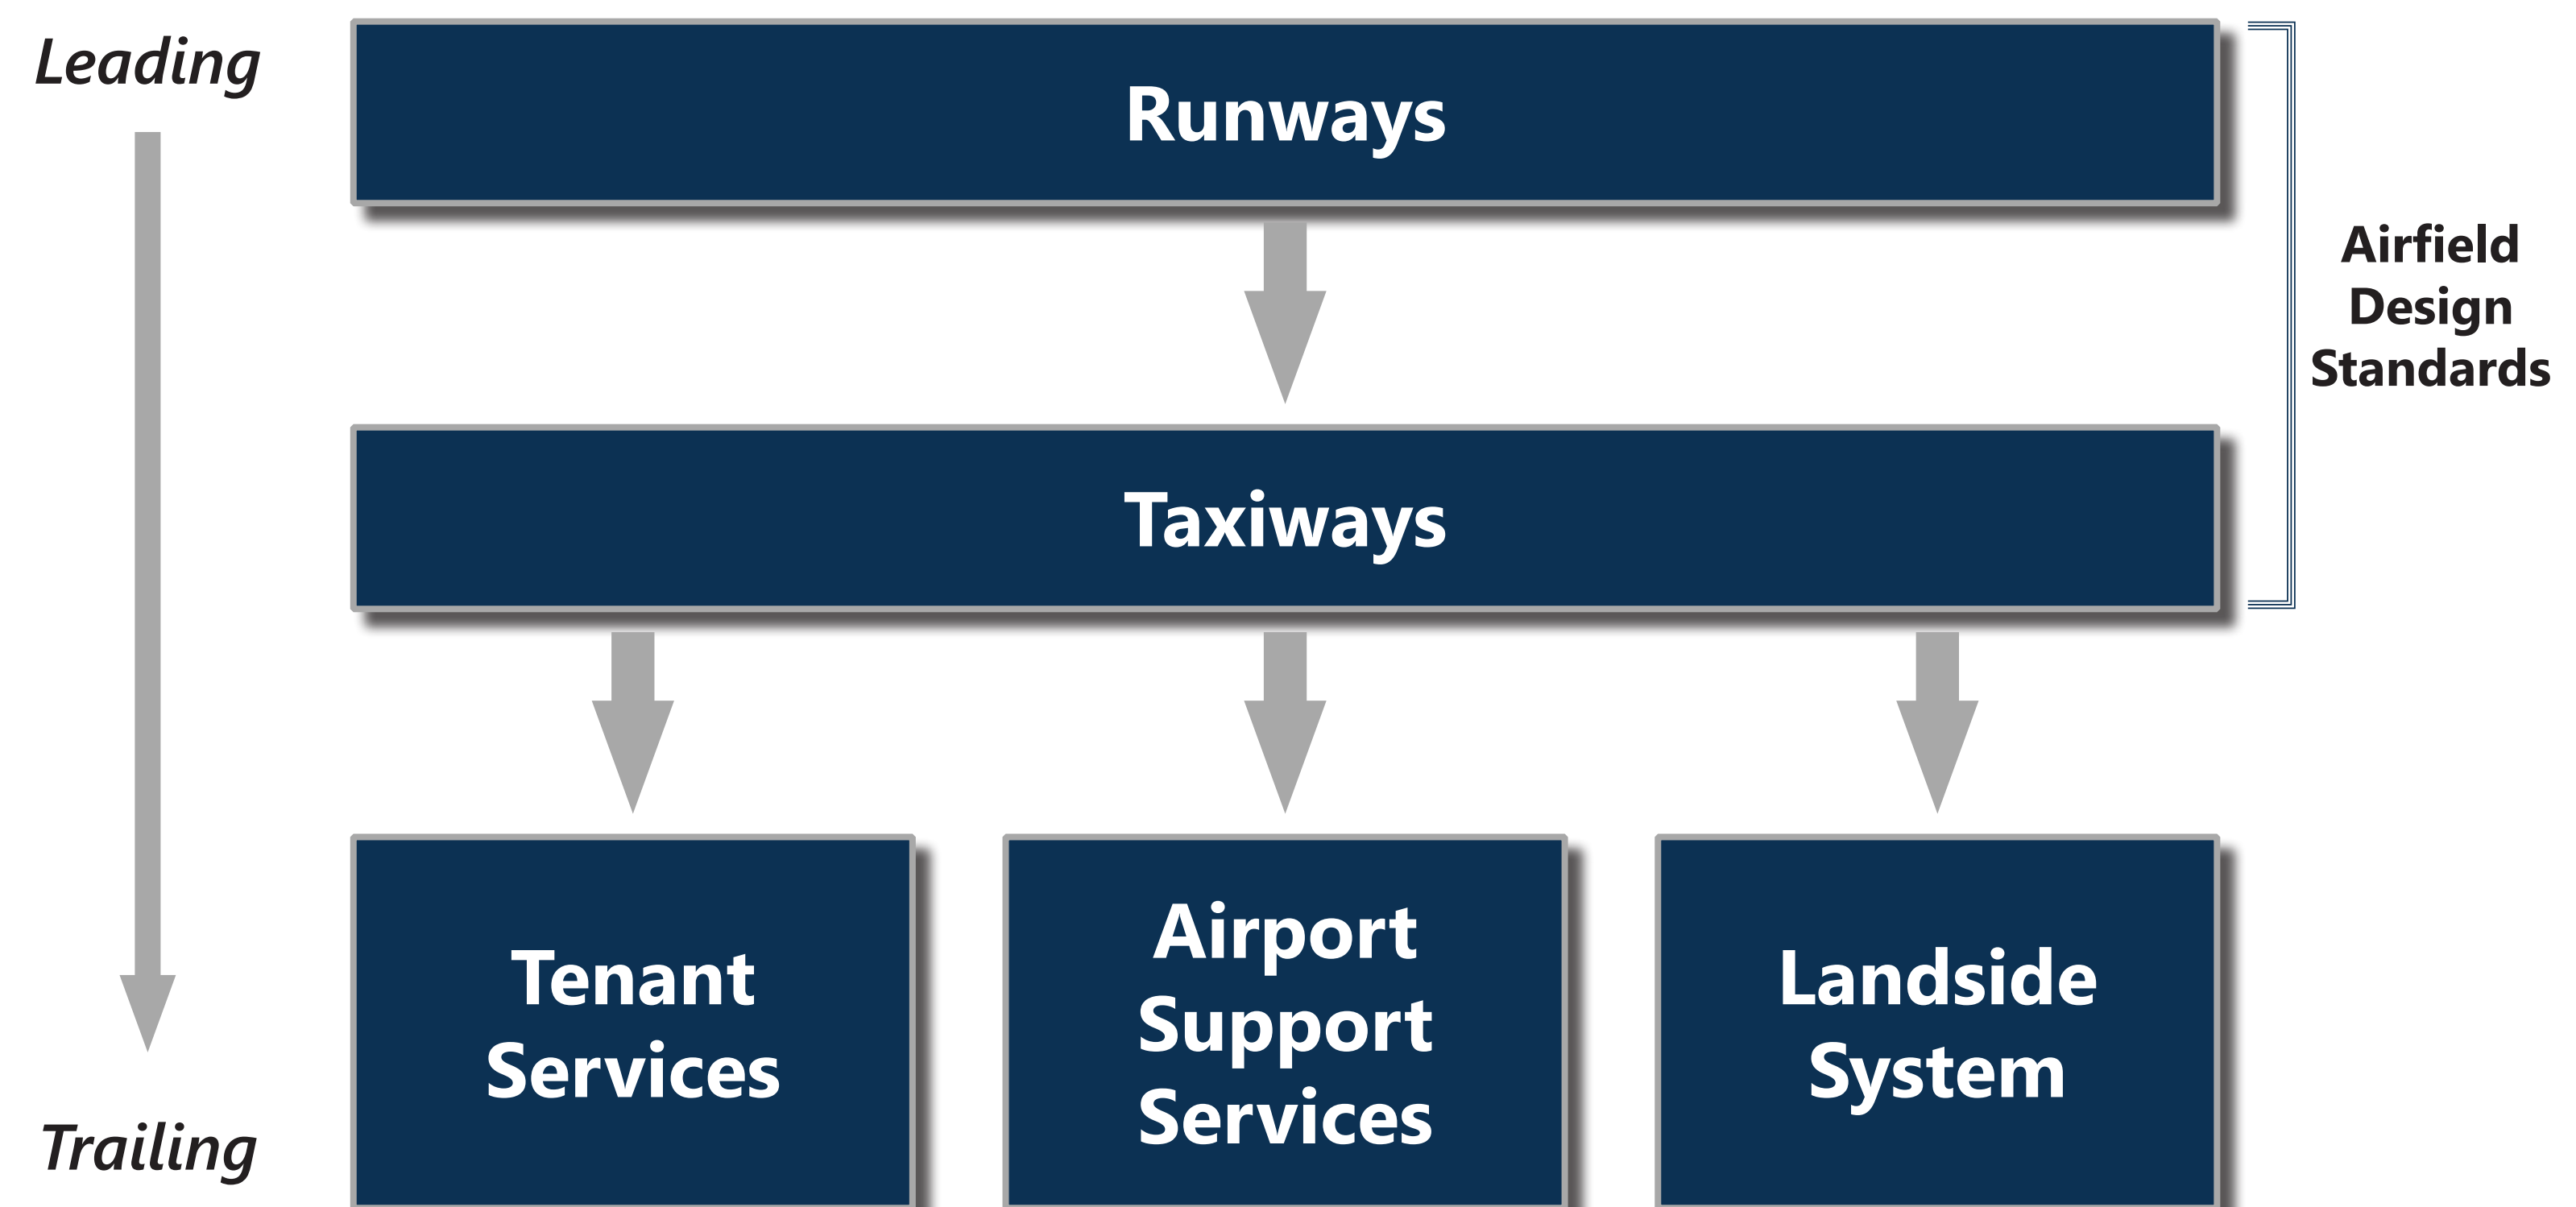 Leading
Runways
Airfield
Design
Standards
Taxiways
Tenant
Services
Airport
Support
Services
Landside
System
Trailing